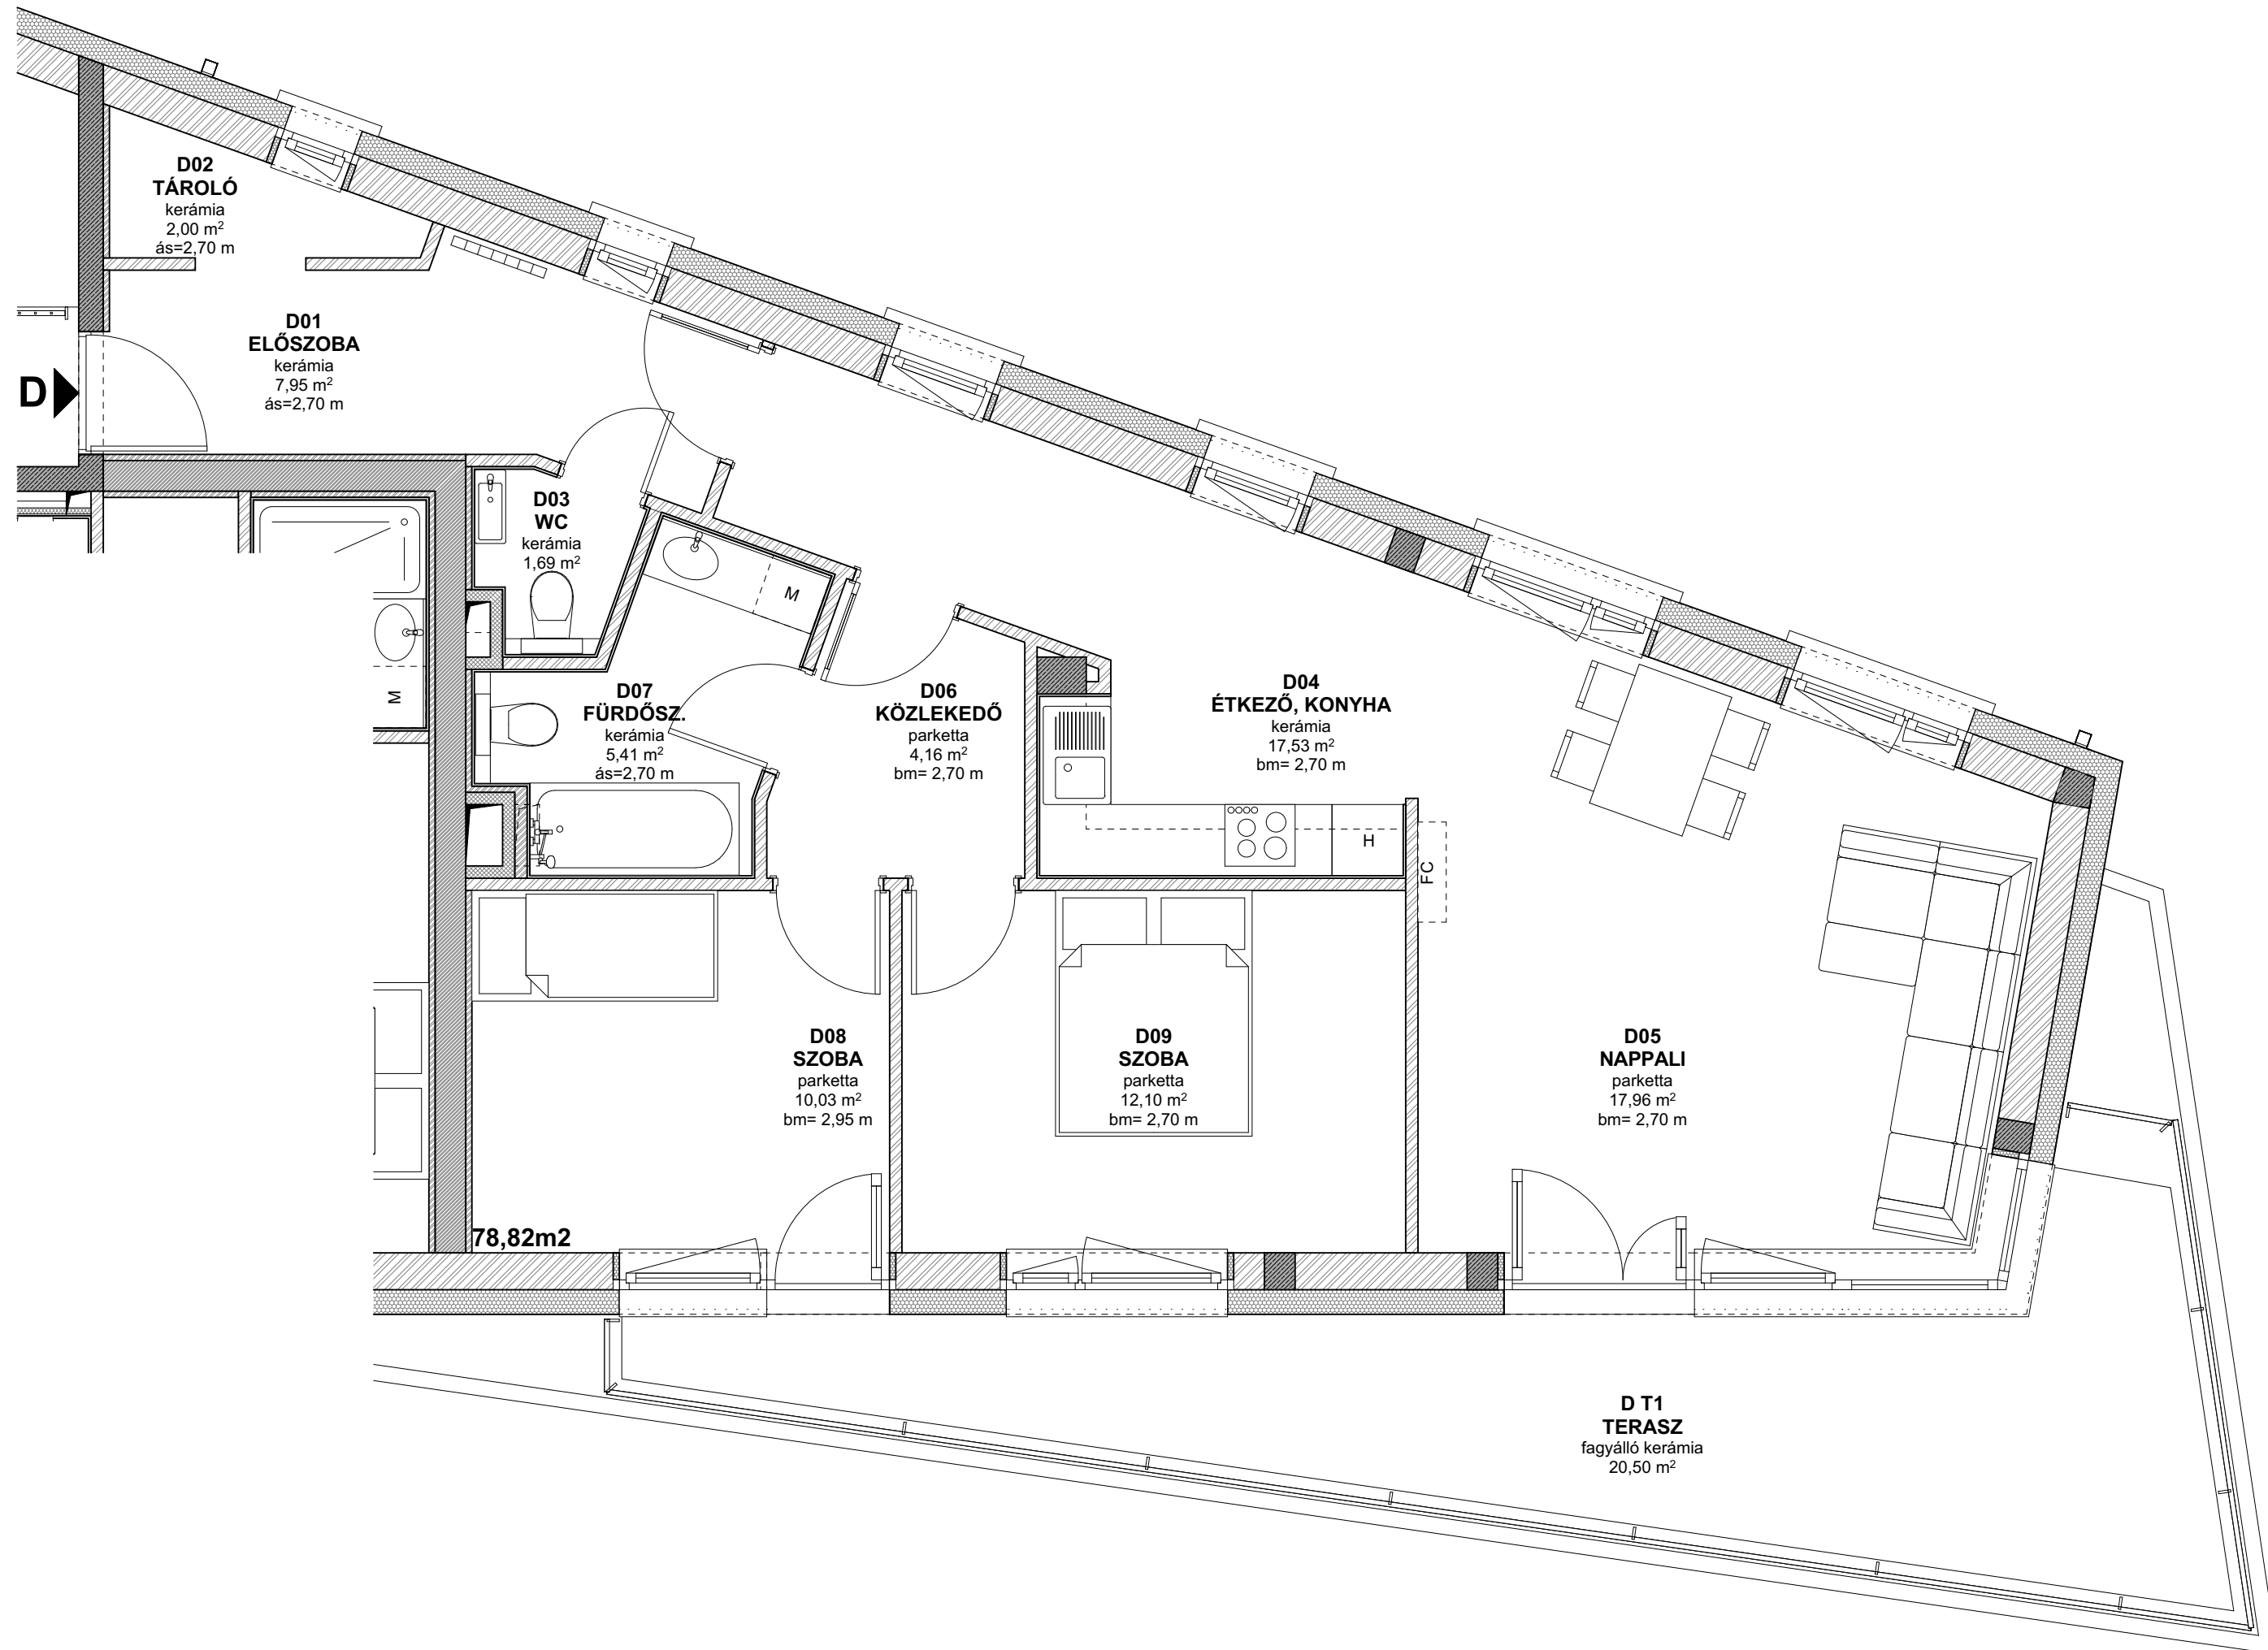 D02
TÁROLÓ
kerámia
2,00 m²
ás=2,70 m
D01
ELŐSZOBA
kerámia
7,95 m²
ás=2,70 m
D
D03
WC
kerámia
1,69 m²
M
M
D07
FÜRDŐSZ.
kerámia
5,41 m²
ás=2,70 m
D06
KÖZLEKEDŐ
parketta
4,16 m²
bm= 2,70 m
D04
ÉTKEZŐ, KONYHA
kerámia
17,53 m²
bm= 2,70 m
H
FC
D08
SZOBA
parketta
10,03 m²
bm= 2,95 m
D09
SZOBA
parketta
12,10 m²
bm= 2,70 m
D05
NAPPALI
parketta
17,96 m²
bm= 2,70 m
78,82m2
D T1
TERASZ
fagyálló kerámia
20,50 m²